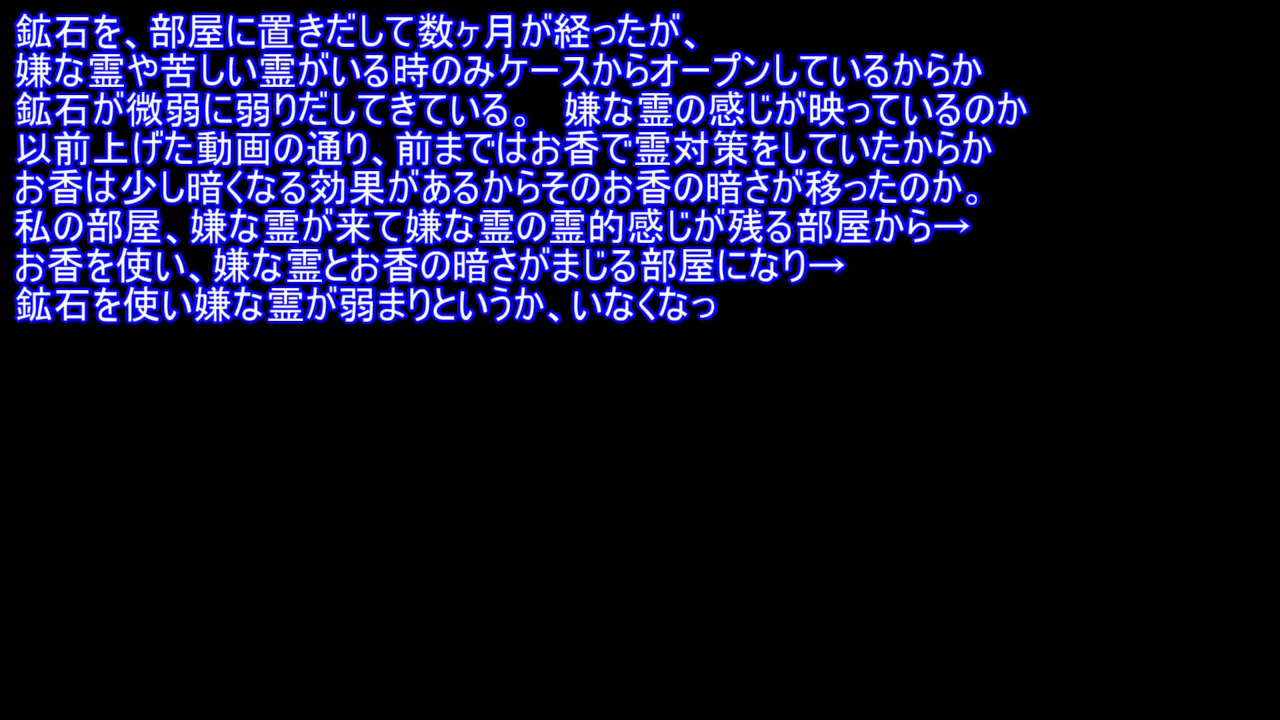 鉱石を、部屋に置きだして数ヶ月が経ったが、
嫌な霊や苦しい霊がいる時のみケースからオープンしているからか
鉱石が微弱に弱りだしてきている。　嫌な霊の感じが映っているのか
以前上げた動画の通り、前まではお香で霊対策をしていたからか
お香は少し暗くなる効果があるからそのお香の暗さが移ったのか。
私の部屋、嫌な霊が来て嫌な霊の霊的感じが残る部屋から→
お香を使い、嫌な霊とお香の暗さがまじる部屋になり→
鉱石を使い嫌な霊が弱まりというか、いなくなっ